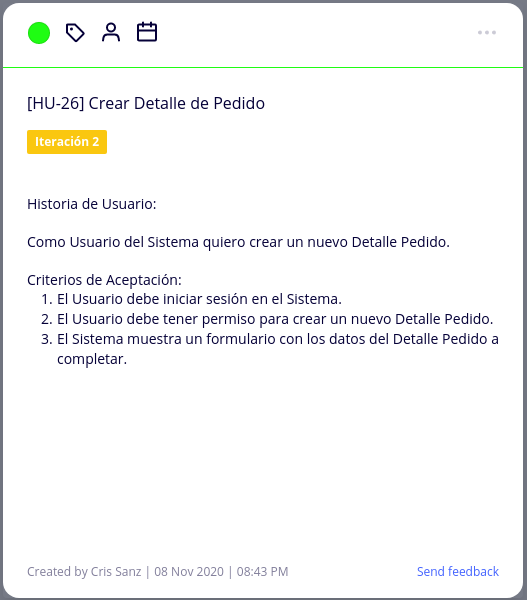 [HU-26] Crear Detalle de Pedido
Iteración 2
Historia de Usuario:
Como Usuario del Sistema quiero crear un nuevo Detalle Pedido.
Criterios de Aceptación:
1. El Usuario debe iniciar sesión en el Sistema.
2. El Usuario debe tener permiso para crear un nuevo Detalle Pedido.
3. El Sistema muestra un formulario con los datos del Detalle Pedido a
completar.
Created by Cris Sanz | 08 Nov 2020 | 08:43 PM
Send feedback